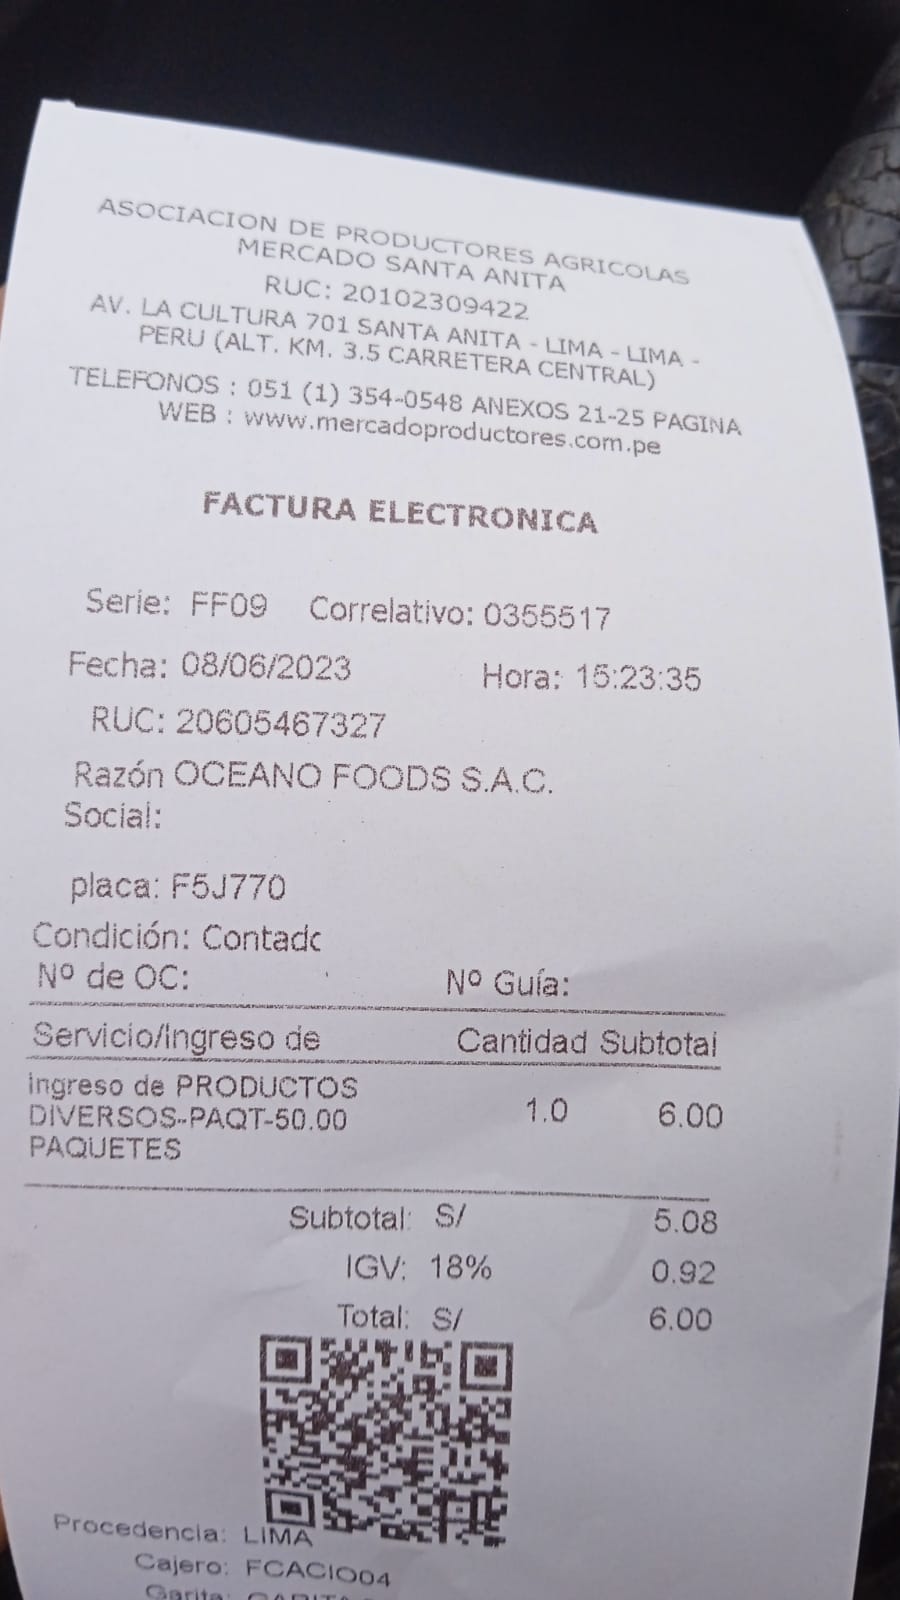 ASOCIACION DE PRODUCTORES AGRICOLAS
MERCADO SANTA ANITA
RUC: 20102309422
AV. LA CULTURA 701 SANTA ANITA - LIMA - LIMA -
PERU (ALT. KM. 3.5 CARRETERA CENTRAL)
TELEFONOS : 051 (1) 354-0548 ANEXOS 21-25 PAGINA
WEB : www.mercadoproductores.com.pe
FACTURA ELECTRONICA
Serie: FF09 Correlativo: 0355517
Fecha: 08/06/2023 Hora: 15:23:35
RUC: 20605467327
Razón OCEANO FOODS S.A.C.
Social:
placa: F5J770
Condición: Contado
Nº de OC: Nº Guía:
Servicio/Ingreso de Cantidad Subtotal
ingreso de PRODUCTOS
DIVERSOS-PAQT-50.00 1.0 6.00
PAQUETES
Subtotal: S/ 5.08
IGV: 18% 0.92
Total: S/ 6.00
Procedencia: LIMA
Cajero: FCACIO04
Garita: